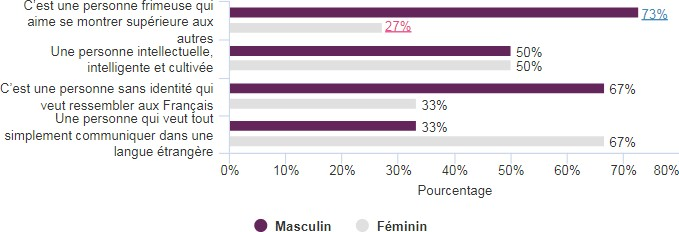 C'est une personne frimeuse qui
aime se montrer supérieure aux
autres
73%
27%
Une personne intellectuelle,
intelligente et cultivée
50%
50%
C'est une personne sans identité qui
veut ressembler aux Français
67%
33%
Une personne qui veut tout
simplement communiquer dans une
langue étrangère
33%
67%
0% 10% 20% 30% 40% 50% 60% 70% 80%
Pourcentage
Masculin Féminin